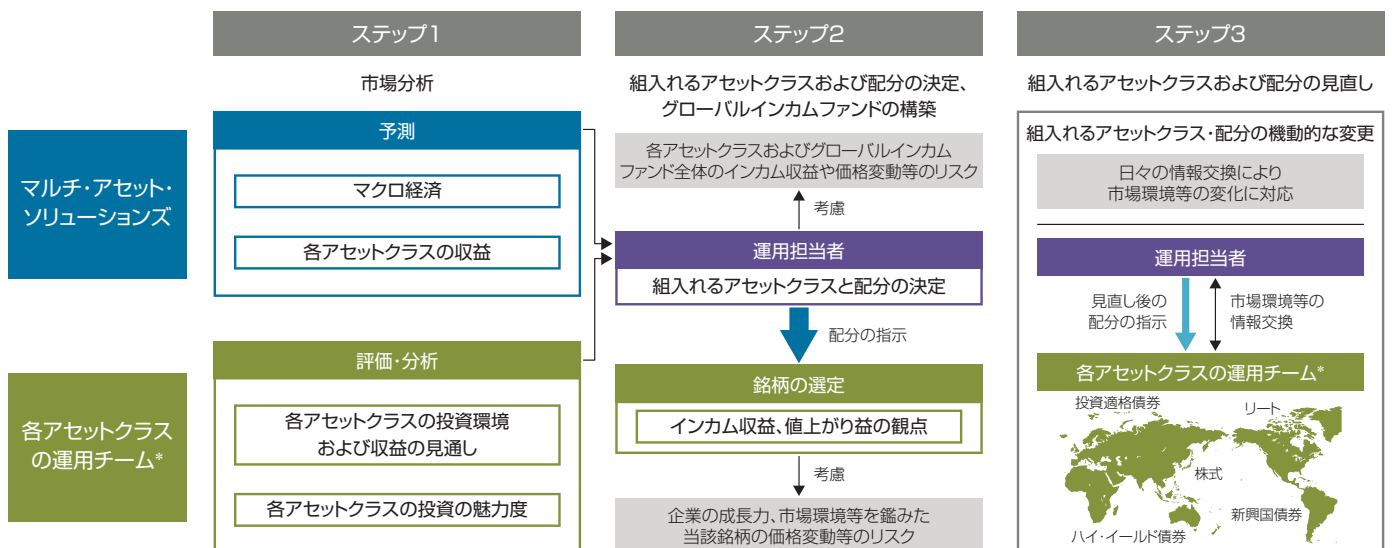 ステップ1
市場分析
マルチ・アセット・
ソリューションズ
予測
マクロ経済
各アセットクラスの収益
各アセットクラス
の運用チーム*
評価・分析
各アセットクラスの投資環境
および収益の見通し
各アセットクラスの投資の魅力度
ステップ2
組入れるアセットクラスおよび配分の決定、
グローバルインカムファンドの構築
各アセットクラスおよびグローバルインカム
ファンド全体のインカム収益や価格変動等のリスク
考慮
運用担当者
組入れるアセットクラスと配分の決定
配分の指示
銘柄の選定
インカム収益、値上がり益の観点
考慮
企業の成長力、市場環境等を鑑みた
当該銘柄の価格変動等のリスク
ステップ3
組入れるアセットクラスおよび配分の見直し
組入れるアセットクラス・配分の機動的な変更
日々の情報交換により
市場環境等の変化に対応
運用担当者
見直し後の
配分の指示
市場環境等の
情報交換
各アセットクラスの運用チーム*
投資適格債券
リート
株式
新興国債券
ハイ・イールド債券